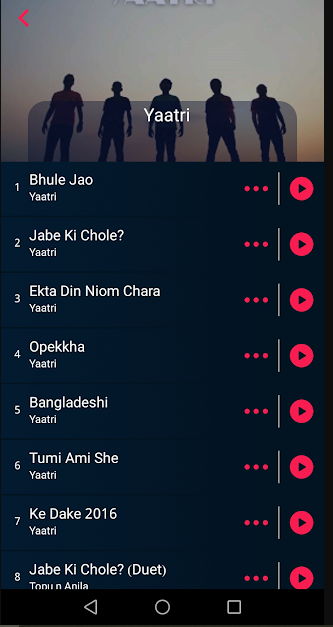 YAATRI
Yaatri
1 Bhule Jao
Yaatri
2 Jabe Ki Chole?
Yaatri
3 Ekta Din Niom Chara
Yaatri
4 Opekkha
Yaatri
5 Bangladeshi
Yaatri
6 Tumi Ami She
Yaatri
7 Ke Dake 2016
Yaatri
8 Jabe Ki Chole? (Duet)
Topu n Anila